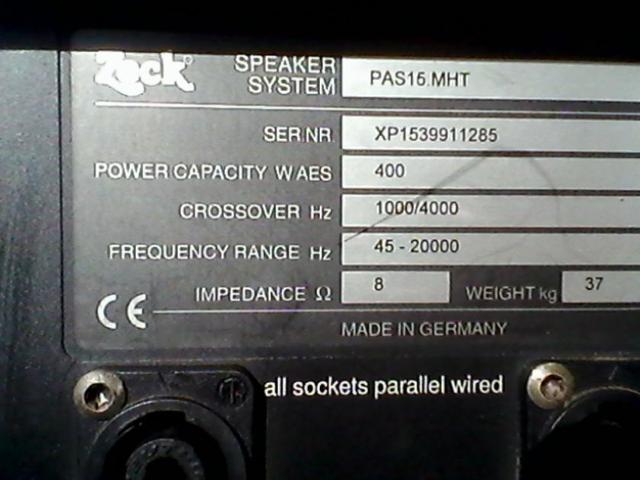 Zeck
SPEAKER SYSTEM PAS15.MHT
SER.NR. XP1539911285
POWER CAPACITY W AES 400
CROSSOVER Hz 1000/4000
FREQUENCY RANGE Hz 45 - 20000
IMPEDANCE Ω 8 WEIGHT kg 37
CE
MADE IN GERMANY
all sockets parallel wired